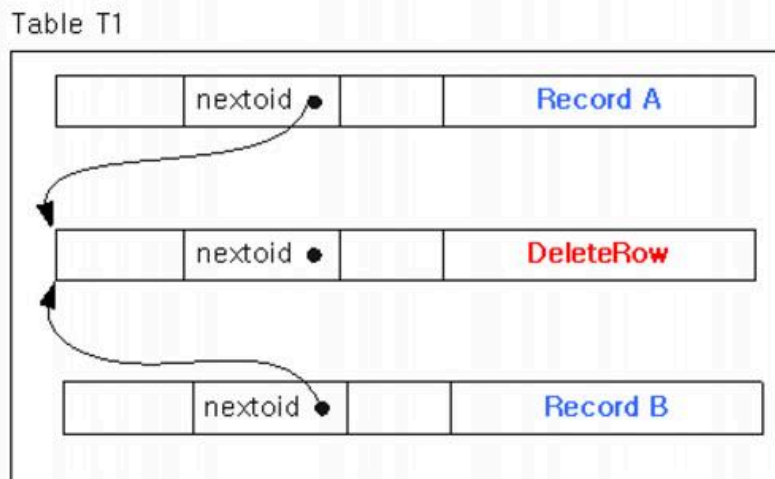 Table T1
nextoid Record A
nextoid DeleteRow
nextoid Record B